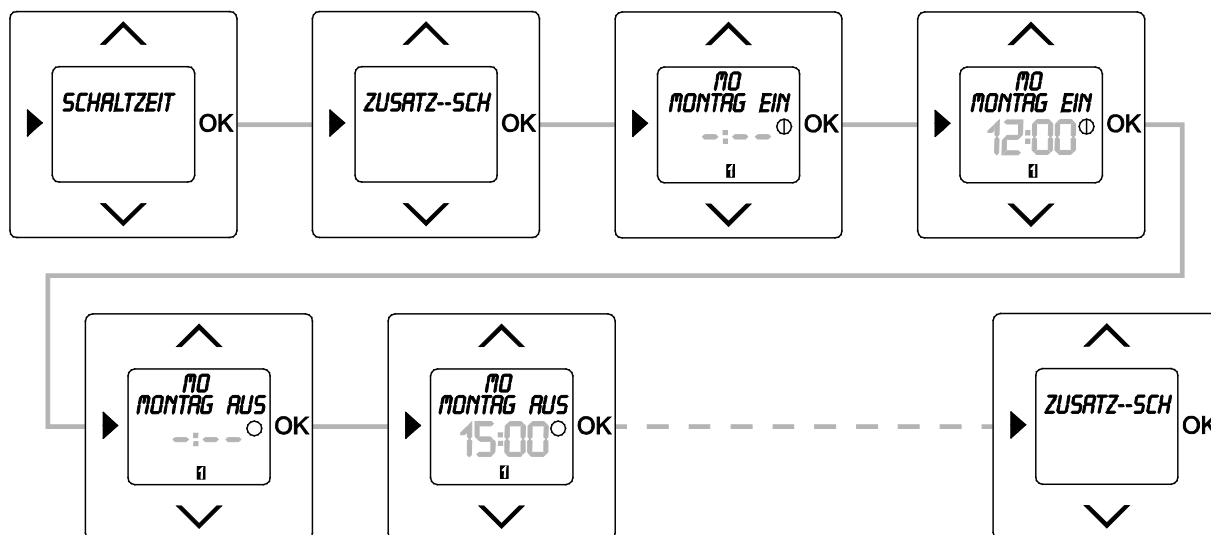 SCHALTZEIT
OK
ZUSATZ--SCH
OK
MO
MONTAG EIN
-:--
OK
1
MO
MONTAG EIN
12:00
OK
1
MO
MONTAG AUS
-:--
OK
1
MO
MONTAG AUS
15:00
OK
1
ZUSATZ--SCH
OK